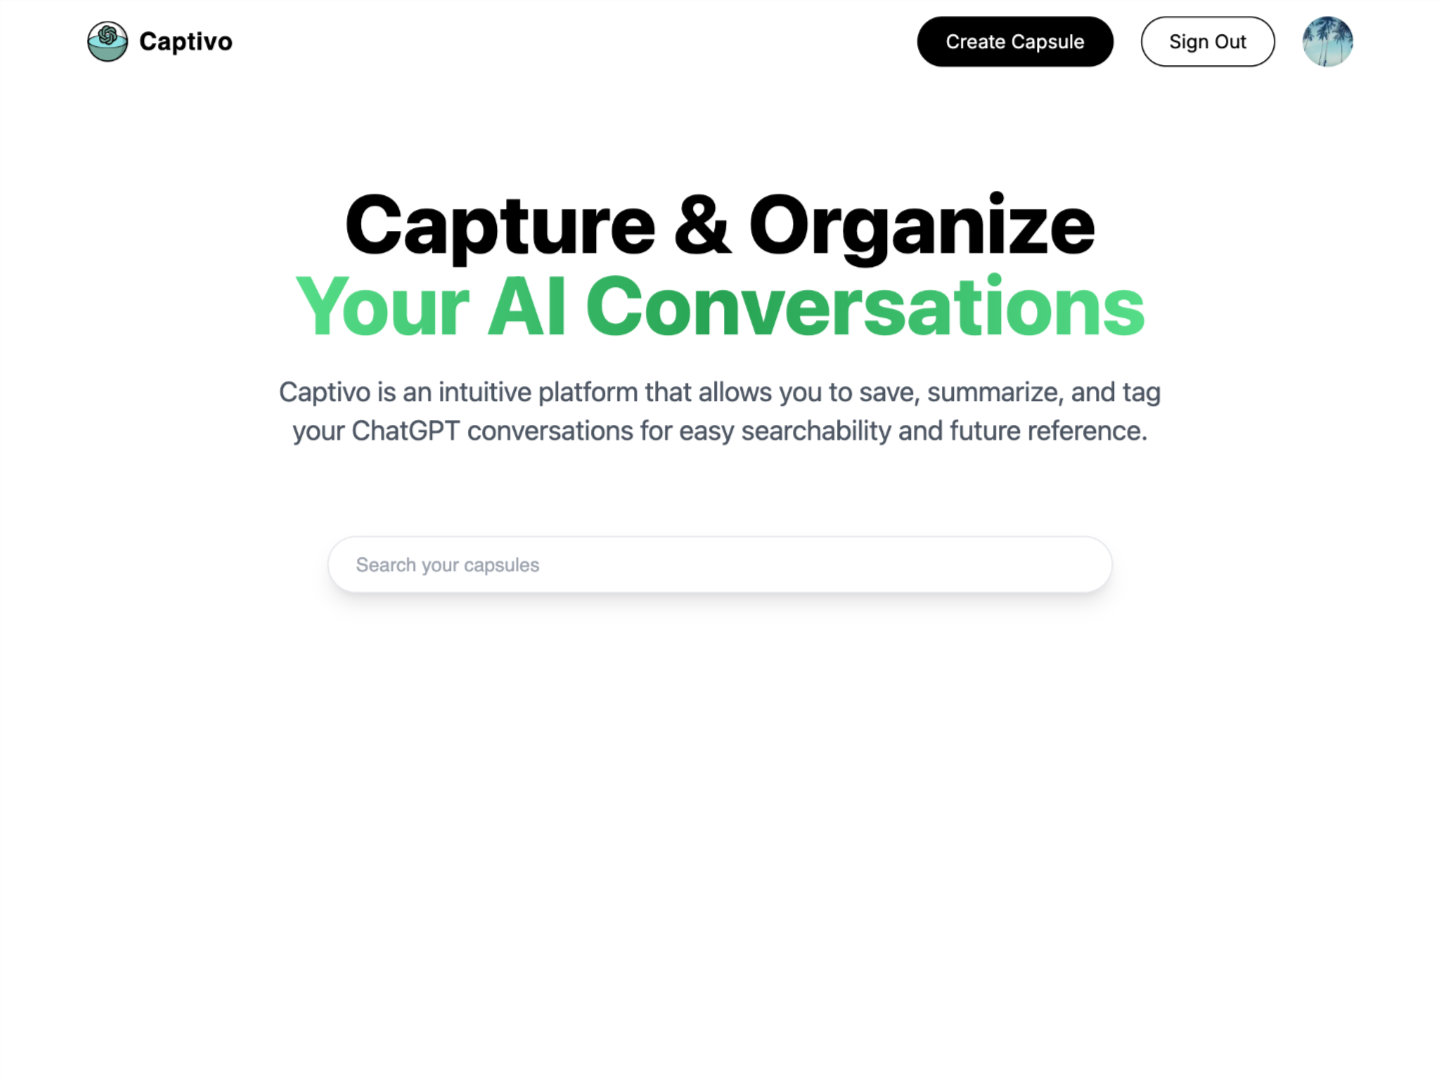 Captivo
Create Capsule
Sign Out
Capture & Organize
Your AI Conversations
Captivo is an intuitive platform that allows you to save, summarize, and tag
your ChatGPT conversations for easy searchability and future reference.
Search your capsules